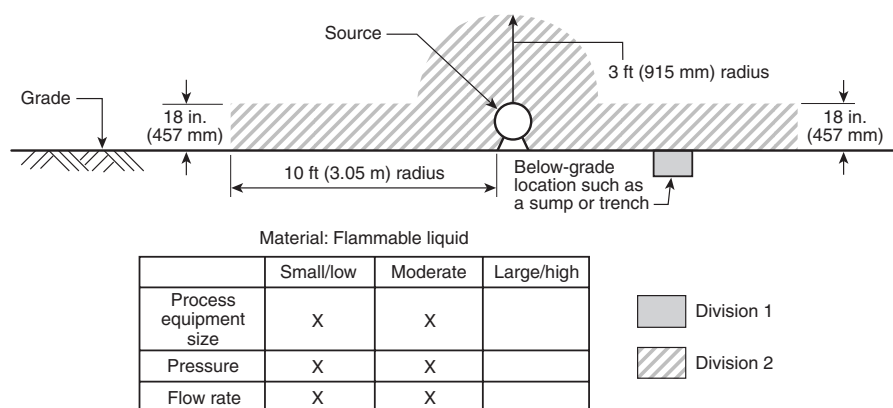 Source
3 ft (915 mm) radius
Grade
18 in.
(457 mm)
18 in.
(457 mm)
10 ft (3.05 m) radius
Below-grade
location such as
a sump or trench
Material: Flammable liquid
Small/low Moderate Large/high
Process
equipment
size
X X
Pressure X X
Flow rate X X
Division 1
Division 2